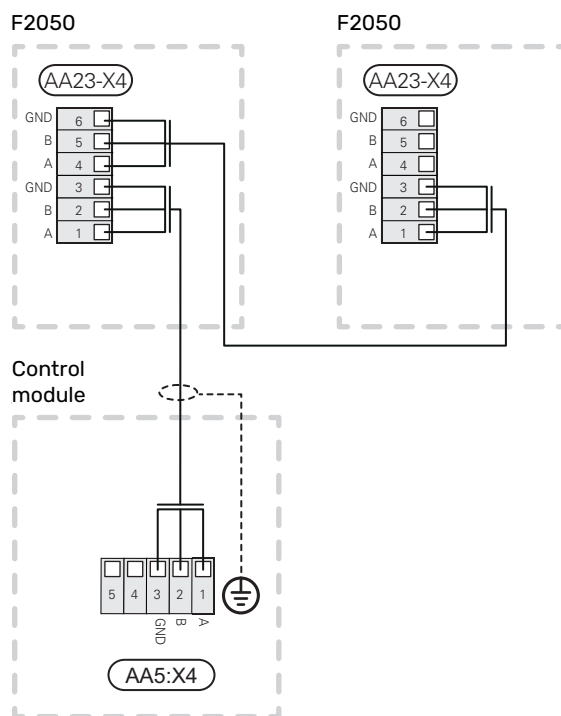 F2050
AA23-X4
GND 6
B 5
A 4
GND 3
B 2
A 1
F2050
AA23-X4
GND 6
B 5
A 4
GND 3
B 2
A 1
Control
module
5 4 3 2 1
GND B A
AA5:X4